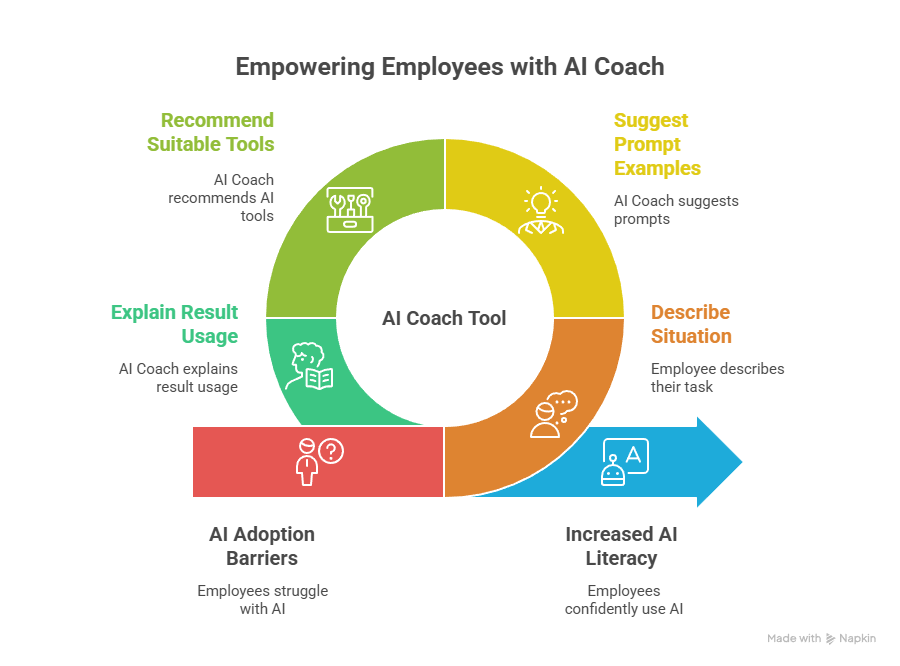 Empowering Employees with AI Coach
Recommend
Suitable Tools
AI Coach
recommends AI
tools
Suggest
Prompt
Examples
AI Coach suggests
prompts
Explain Result
Usage
AI Coach explains
result usage
AI Coach Tool
Describe
Situation
Employee describes
their task
?
A
AI Adoption
Barriers
Employees struggle
with AI
Increased AI
Literacy
Employees
confidently use AI
Made with Napkin